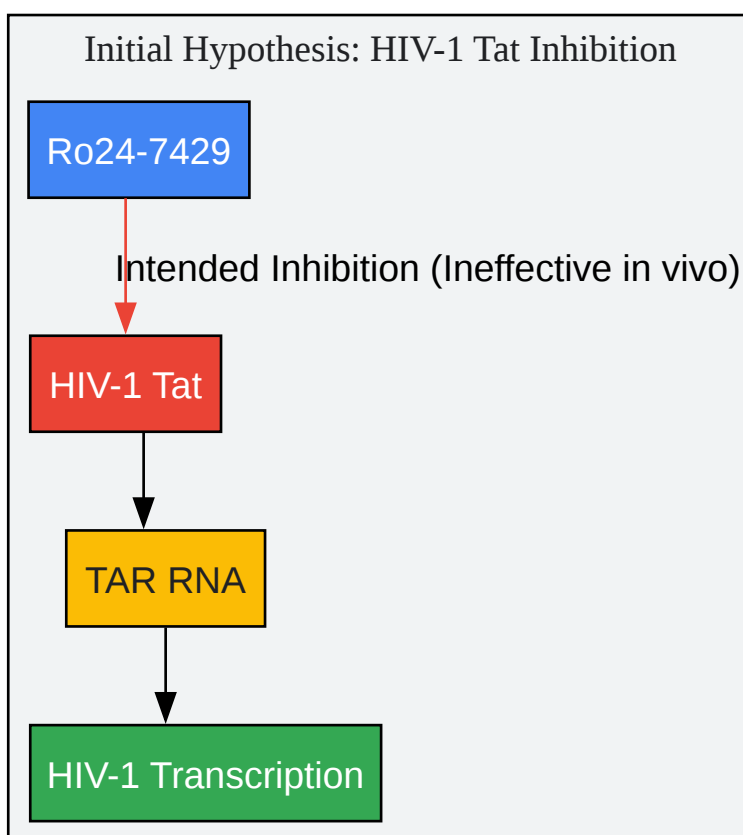 Initial Hypothesis: HIV-1 Tat Inhibition
Ro24-7429
Intended Inhibition (Ineffective in vivo)
HIV-1 Tat
TAR RNA
HIV-1 Transcription